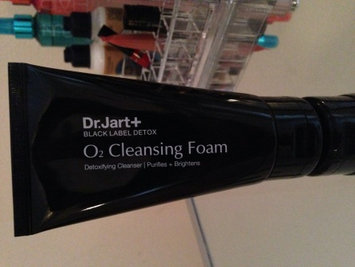 Dr.Jart+
BLACK LABEL DETOX
O₂ Cleansing Foam
Detoxifying Cleanser | Purifies + Brightens